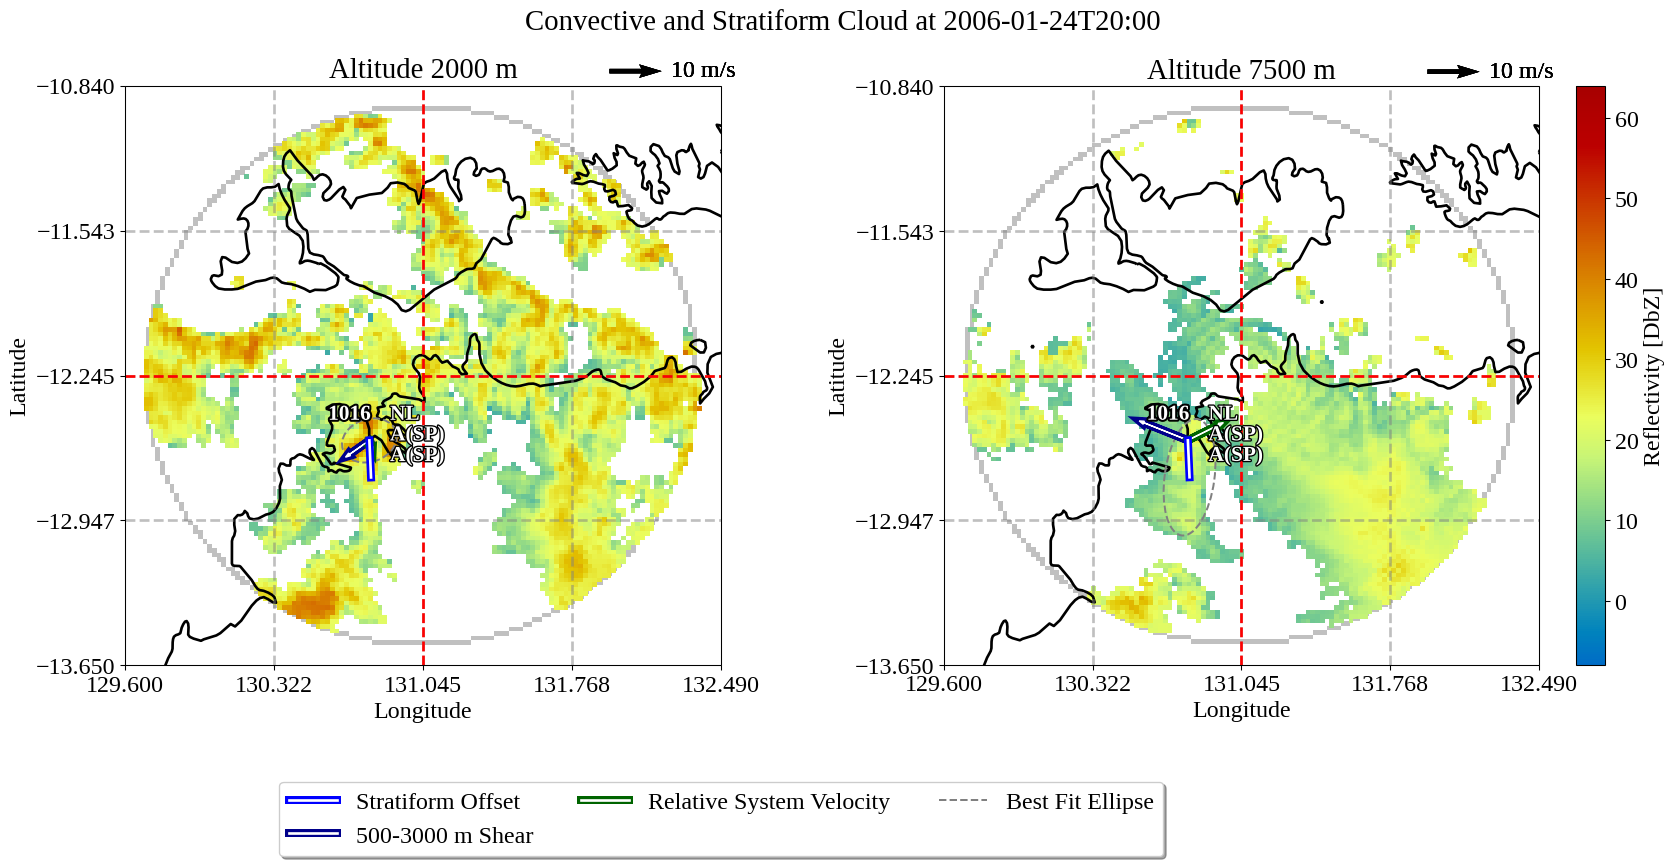 Convective and Stratiform Cloud at 2006-01-24T20:00
Altitude 2000 m
10 m/s
−10.840
−11.543
−12.245
−12.947
−13.650
Latitude
129.600
130.322
131.045
131.768
132.490
Longitude
1016
NL
A(SP)
A(SP)
Altitude 7500 m
10 m/s
−10.840
−11.543
−12.245
−12.947
−13.650
Latitude
129.600
130.322
131.045
131.768
132.490
Longitude
1016
NL
A(SP)
A(SP)
60
50
40
30
20
10
0
Reflectivity [DbZ]
Stratiform Offset
Relative System Velocity
Best Fit Ellipse
500-3000 m Shear